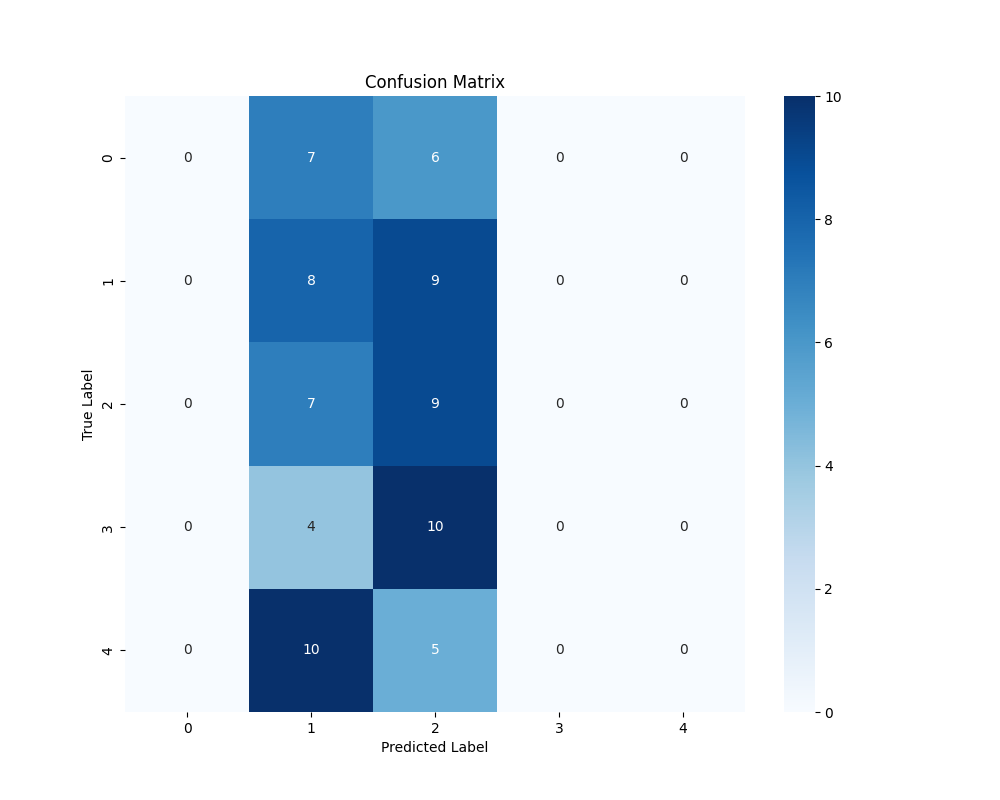 Confusion Matrix
True Label
0 0 7 6 0 0
1 0 8 9 0 0
2 0 7 9 0 0
3 0 4 10 0 0
4 0 10 5 0 0
0 1 2 3 4
Predicted Label
10
8
6
4
2
0